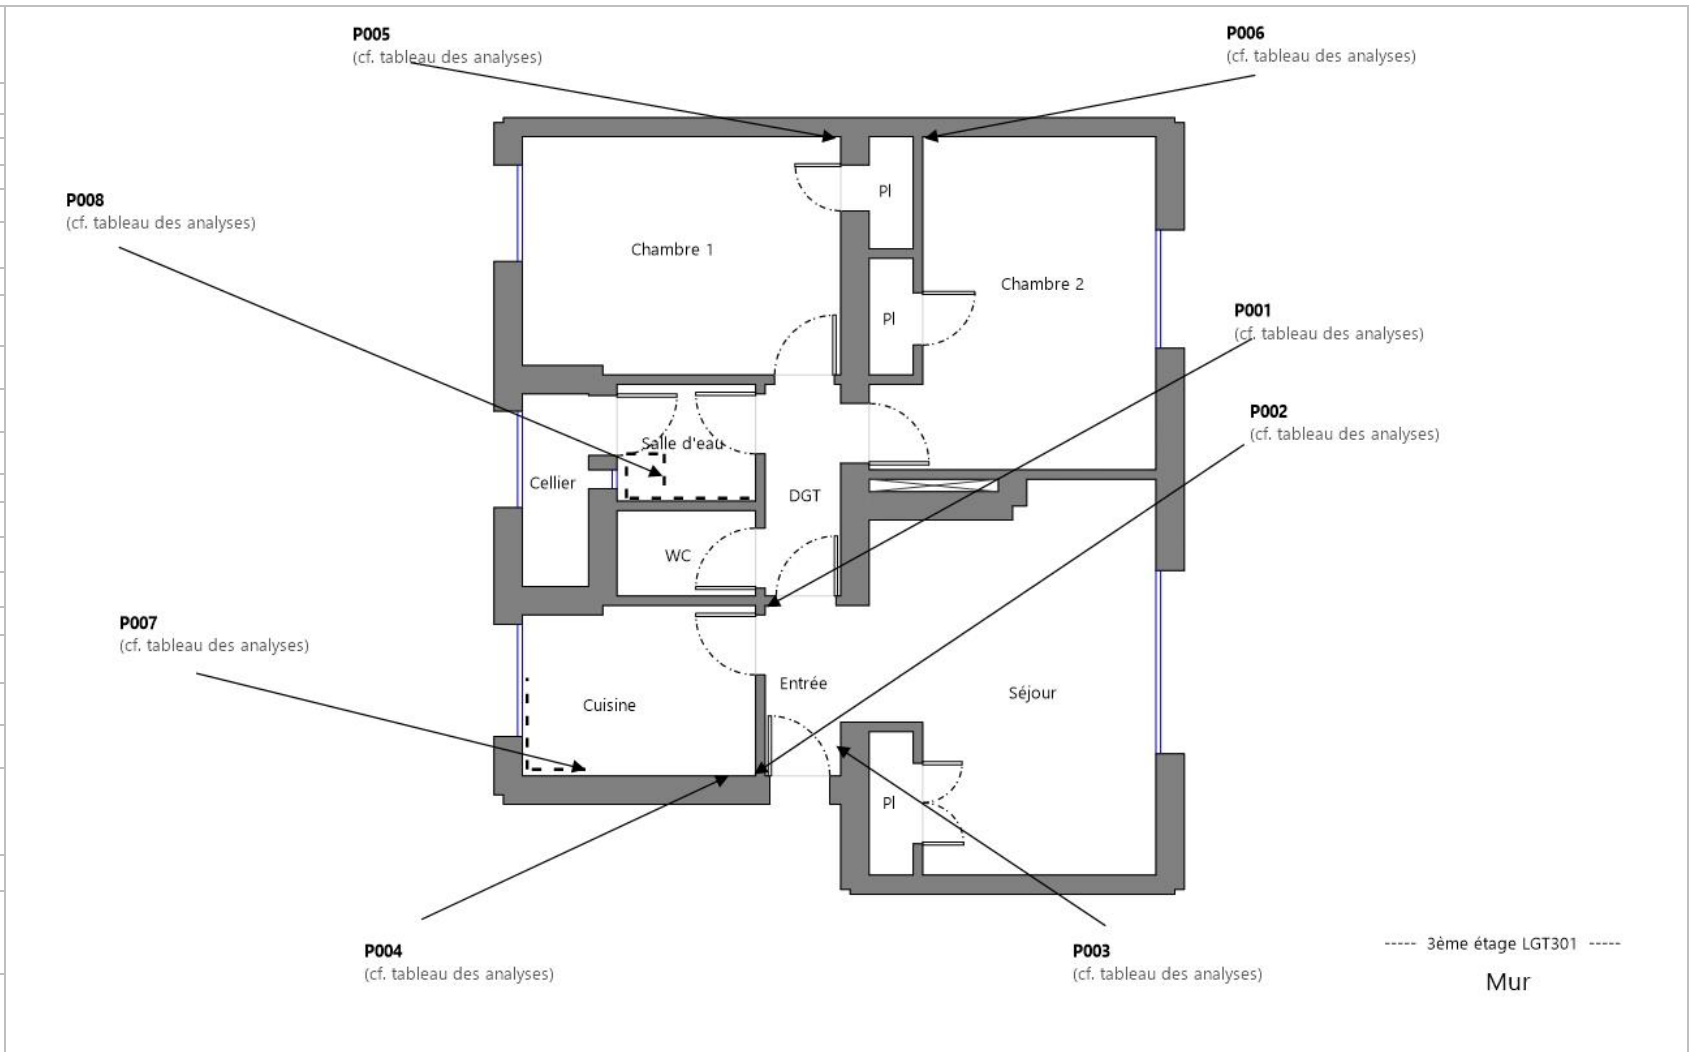 P005
(cf. tableau des analyses)
P006
(cf. tableau des analyses)
P008
(cf. tableau des analyses)
Pl
Chambre 1
Chambre 2
P001
(cf. tableau des analyses)
Pl
P002
(cf. tableau des analyses)
Salle d'eau
Cellier
DGT
WC
P007
(cf. tableau des analyses)
Entrée
Séjour
Cuisine
Pl
P004
(cf. tableau des analyses)
P003
(cf. tableau des analyses)
----- 3ème étage LGT301 -----
Mur